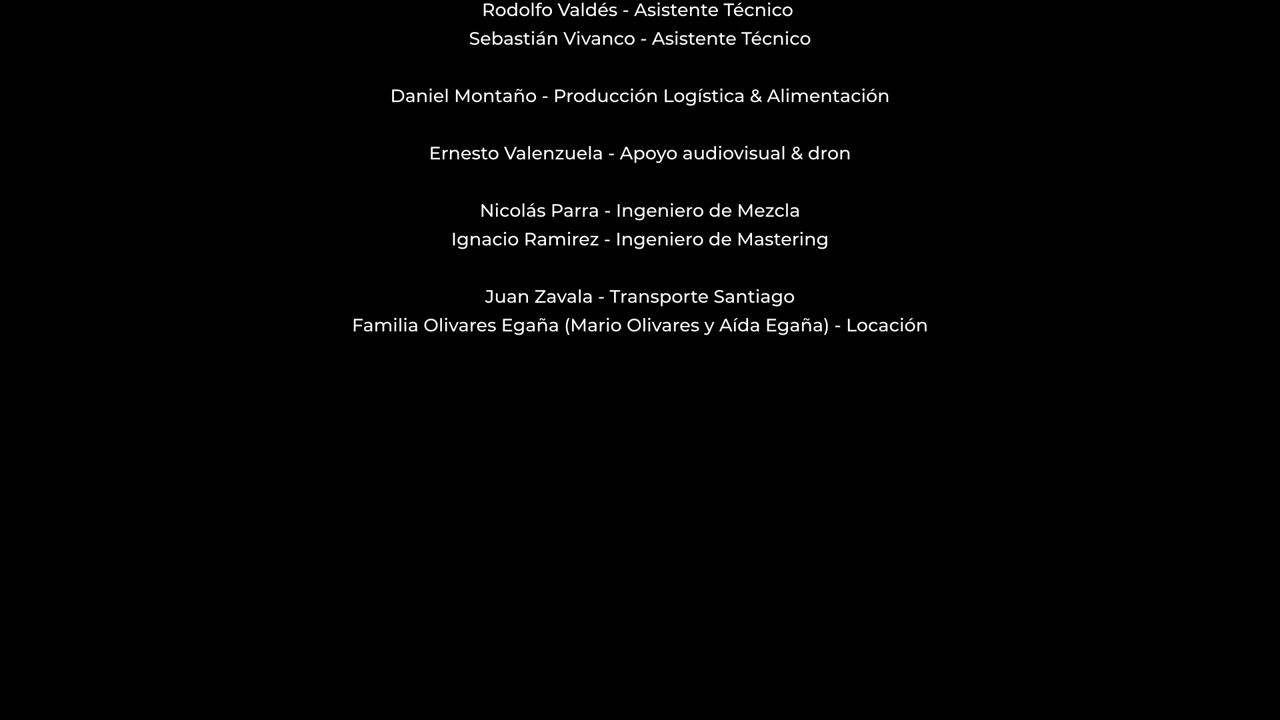 Rodolfo Valdés - Asistente Técnico
Sebastián Vivanco - Asistente Técnico
Daniel Montaño - Producción Logística & Alimentación
Ernesto Valenzuela - Apoyo audiovisual & dron
Nicolás Parra - Ingeniero de Mezcla
Ignacio Ramirez - Ingeniero de Mastering
Juan Zavala - Transporte Santiago
Familia Olivares Egaña (Mario Olivares y Aída Egaña) - Locación